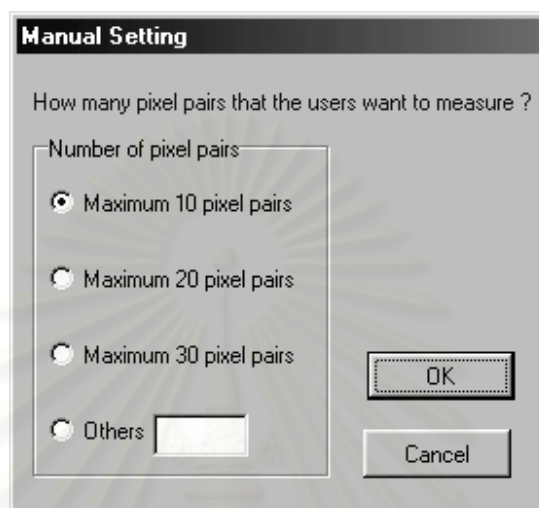 Manual Setting
How many pixel pairs that the users want to measure ?
Number of pixel pairs
Maximum 10 pixel pairs
Maximum 20 pixel pairs
Maximum 30 pixel pairs
OK
Others
Cancel